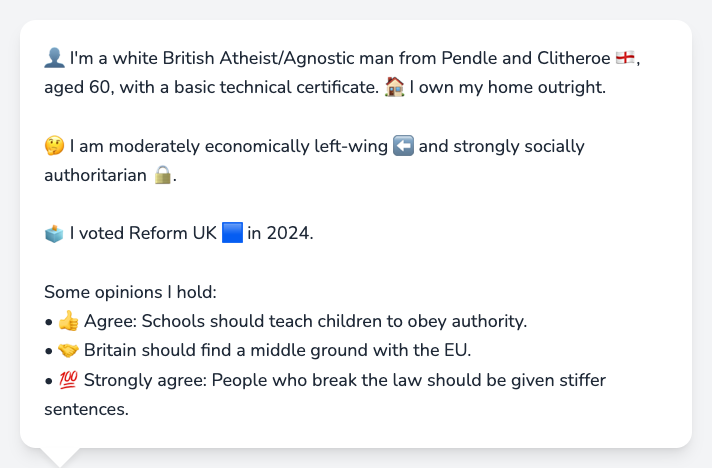 👤 I'm a white British Atheist/Agnostic man from Pendle and Clitheroe 🏴󠁧󠁢󠁥󠁮󠁧󠁿,
aged 60, with a basic technical certificate. 🏠 I own my home outright.
🤔 I am moderately economically left-wing ⬅️ and strongly socially
authoritarian 🔒.
🗳️ I voted Reform UK 🟦 in 2024.
Some opinions I hold:
• 👍 Agree: Schools should teach children to obey authority.
• 🤝 Britain should find a middle ground with the EU.
• 💯 Strongly agree: People who break the law should be given stiffer
sentences.